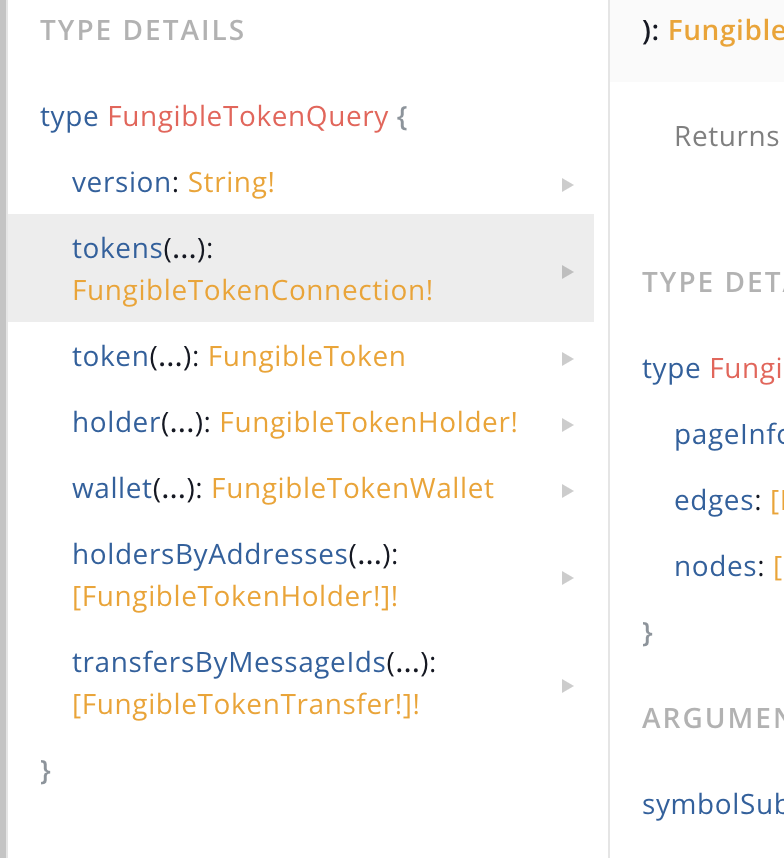 TYPE DETAILS
type FungibleTokenQuery {
version: String!
tokens(...):
FungibleTokenConnection!
token(...): FungibleToken
holder(...): FungibleTokenHolder!
wallet(...): FungibleTokenWallet
holdersByAddresses(...):
[FungibleTokenHolder!]!
transfersByMessageIds(...):
[FungibleTokenTransfer!]!
}
): Fungible
Returns
TYPE DET
type Fungi
pageInfo
edges: [
nodes: [
}
ARGUMEN
symbolSub